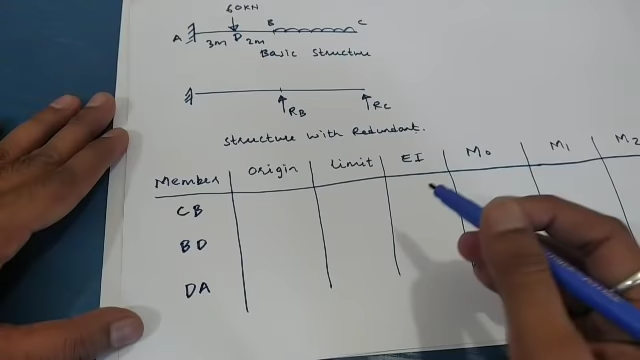 60KN
A 3m D 2m B C
Basic Structure
RB RC
Structure with Redundant.
Member Origin limit EI M0 M1 M2
CB
BD
DA